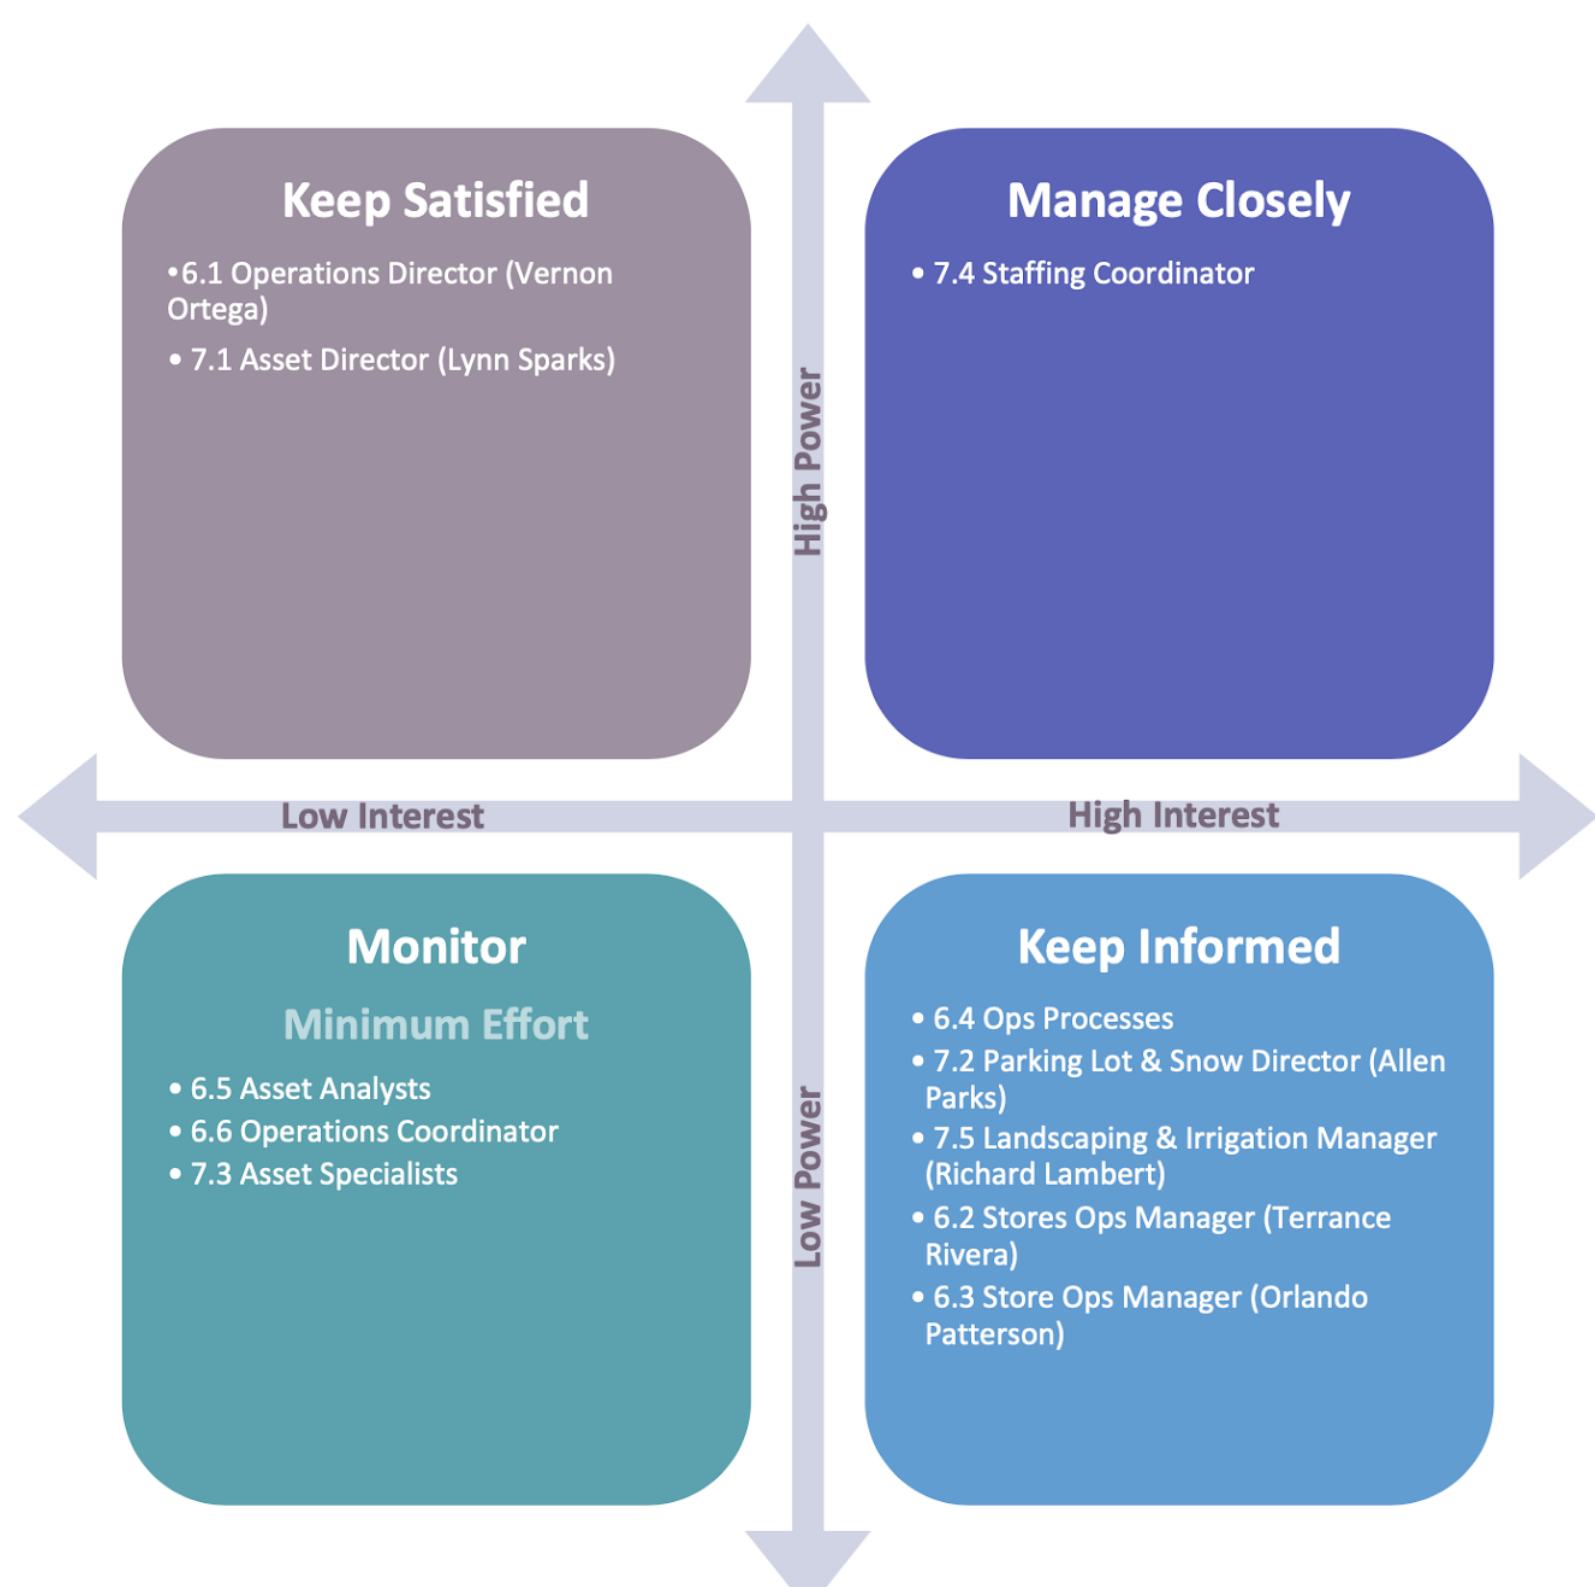 Keep Satisfied
•6.1 Operations Director (Vernon
Ortega)
• 7.1 Asset Director (Lynn Sparks)
Manage Closely
• 7.4 Staffing Coordinator
High Power
Low Interest
High Interest
Monitor
Minimum Effort
• 6.5 Asset Analysts
• 6.6 Operations Coordinator
• 7.3 Asset Specialists
Low Power
Keep Informed
• 6.4 Ops Processes
• 7.2 Parking Lot & Snow Director (Allen
Parks)
• 7.5 Landscaping & Irrigation Manager
(Richard Lambert)
• 6.2 Stores Ops Manager (Terrance
Rivera)
• 6.3 Store Ops Manager (Orlando
Patterson)